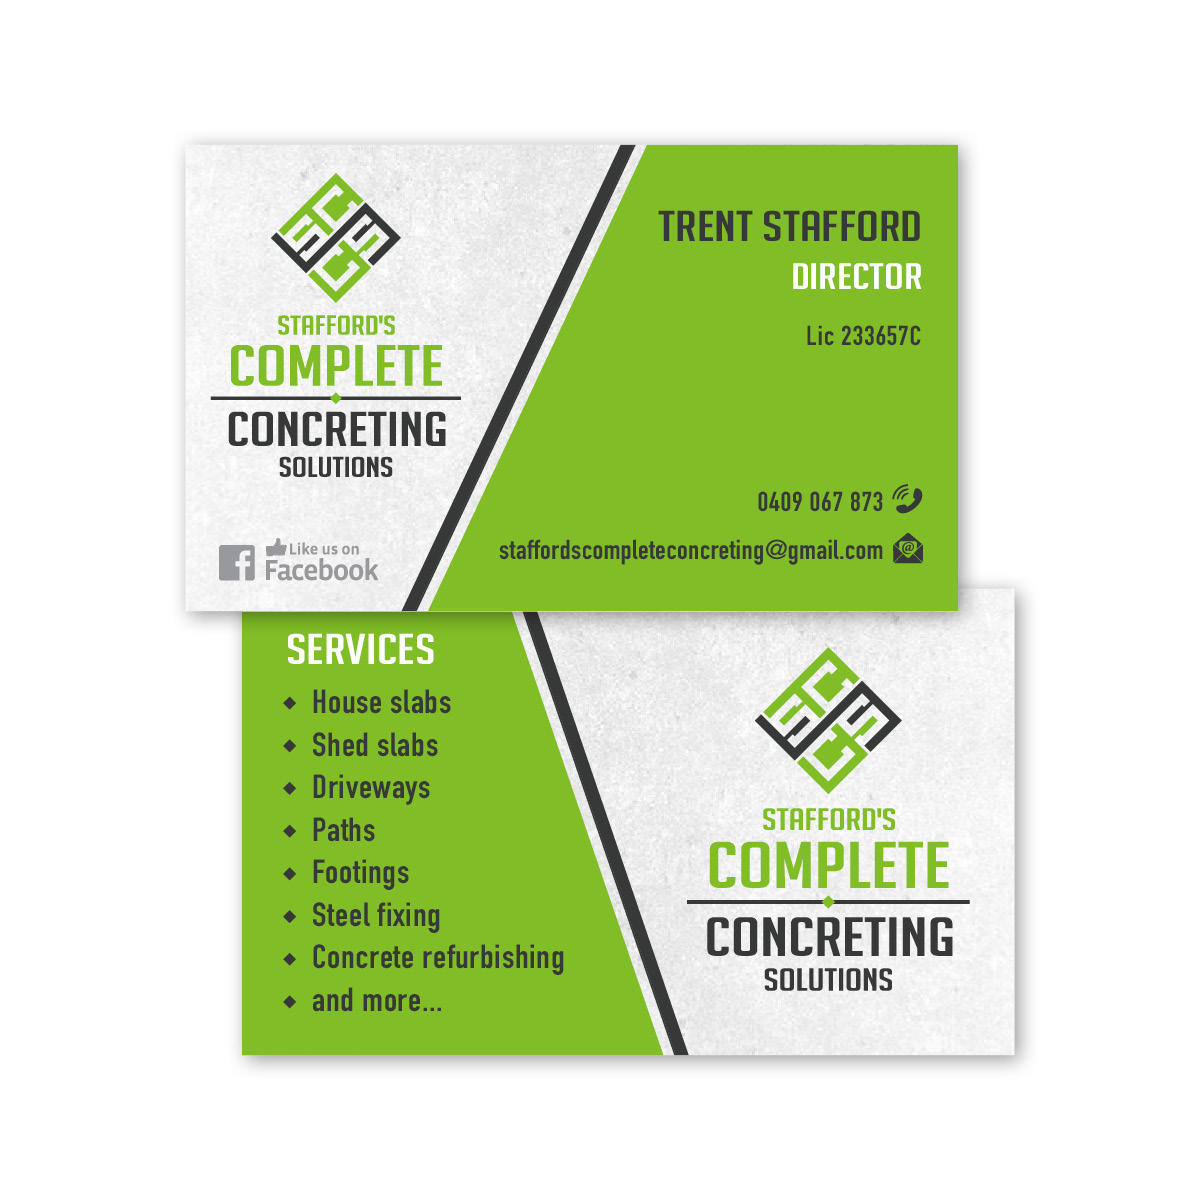 STAFFORD'S
COMPLETE
CONCRETING
SOLUTIONS
Like us on
Facebook
TRENT STAFFORD
DIRECTOR
Lic 233657C
0409 067 873
staffordscompleteconcreting@gmail.com
SERVICES
House slabs
Shed slabs
Driveways
Paths
Footings
Steel fixing
Concrete refurbishing
and more...
STAFFORD'S
COMPLETE
CONCRETING
SOLUTIONS